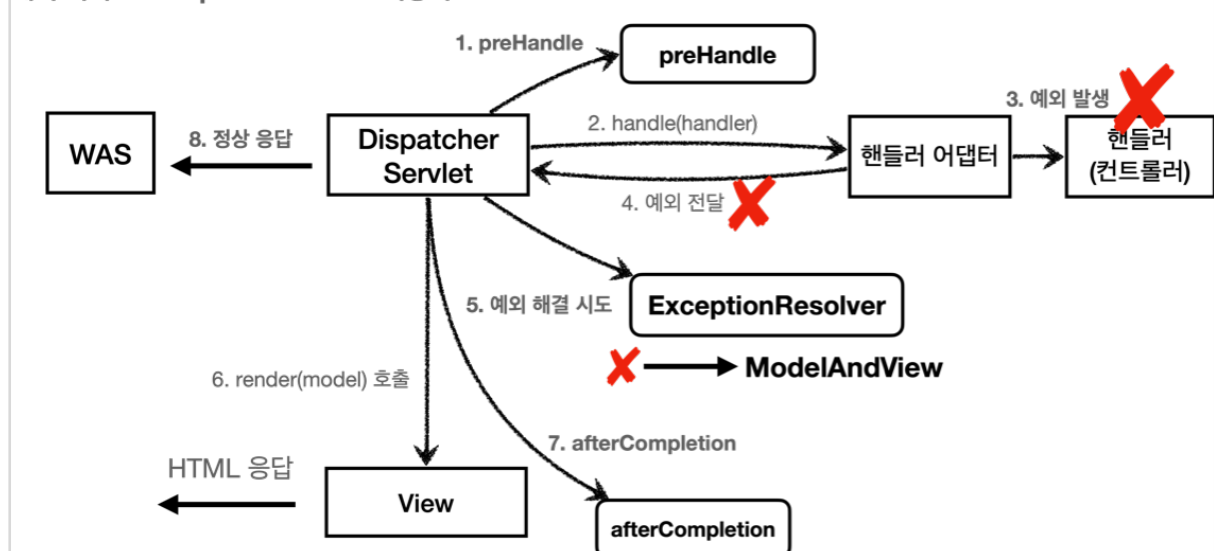 1. preHandle
preHandle
3. 예외 발생
WAS
8. 정상 응답
Dispatcher
Servlet
2. handle(handler)
핸들러 어댑터
핸들러
(컨트롤러)
4. 예외 전달
5. 예외 해결 시도
ExceptionResolver
ModelAndView
6. render(model) 호출
7. afterCompletion
HTML 응답
View
afterCompletion